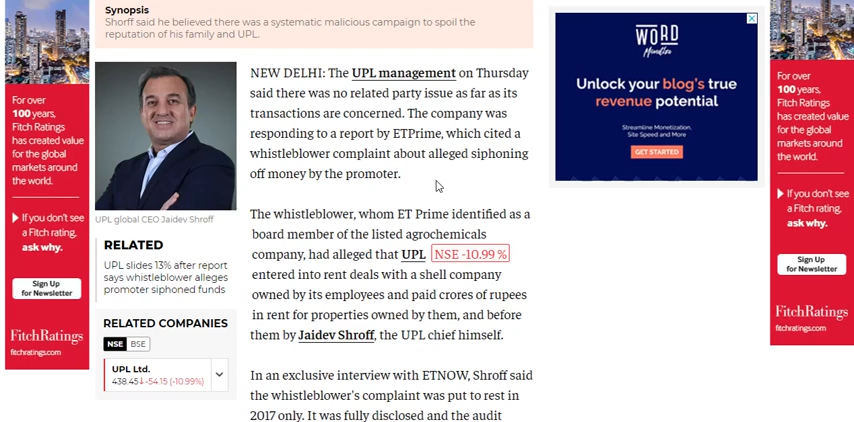 Synopsis
Shorff said he believed there was a systematic malicious campaign to spoil the
reputation of his family and UPL.
For over
100 years,
Fitch Ratings
has created value
for the global
markets around
the world.
If you don't see
a Fitch rating,
ask why.
Sign Up
for Newsletter
FitchRatings
fitchratings.com
UPL global CEO Jaidev Shroff
RELATED
UPL slides 13% after report
says whistleblower alleges
promoter siphoned funds
RELATED COMPANIES
NSE BSE
UPL Ltd.
438.45↓-54.15 (-10.99%)
NEW DELHI: The UPL management on Thursday
said there was no related party issue as far as its
transactions are concerned. The company was
responding to a report by ETPrime, which cited a
whistleblower complaint about alleged siphoning
off money by the promoter.
The whistleblower, whom ET Prime identified as a
board member of the listed agrochemicals
company, had alleged that UPL NSE -10.99 %
entered into rent deals with a shell company
owned by its employees and paid crores of rupees
in rent for properties owned by them, and before
them by Jaidev Shroff, the UPL chief himself.
In an exclusive interview with ETNOW, Shroff said
the whistleblower's complaint was put to rest in
2017 only. It was fully disclosed and the audit
WORD
Monitor
Unlock your blog's true
revenue potential
Streamline Monetization,
Site Speed and More
GET STARTED
For over
100 years,
Fitch Ratings
has created value
for the global
markets around
the world.
If you don't see
a Fitch rating,
ask why.
Sign Up
for Newsletter
FitchRatings
fitchratings.com